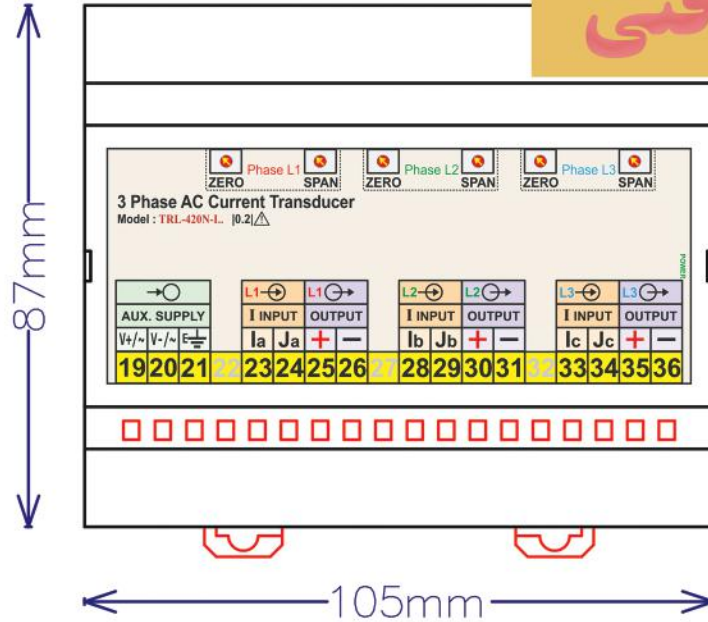 فنی
Phase L1 Phase L2 Phase L3
ZERO SPAN ZERO SPAN ZERO SPAN
3 Phase AC Current Transducer
Model : TRL-420N-L.. |0.2|
POWER
L1 L1 L2 L2 L3 L3
AUX. SUPPLY I INPUT OUTPUT I INPUT OUTPUT I INPUT OUTPUT
V+/~ V-/~ E Ia Ja + − Ib Jb + − Ic Jc + −
19 20 21 22 23 24 25 26 27 28 29 30 31 32 33 34 35 36
87mm
105mm